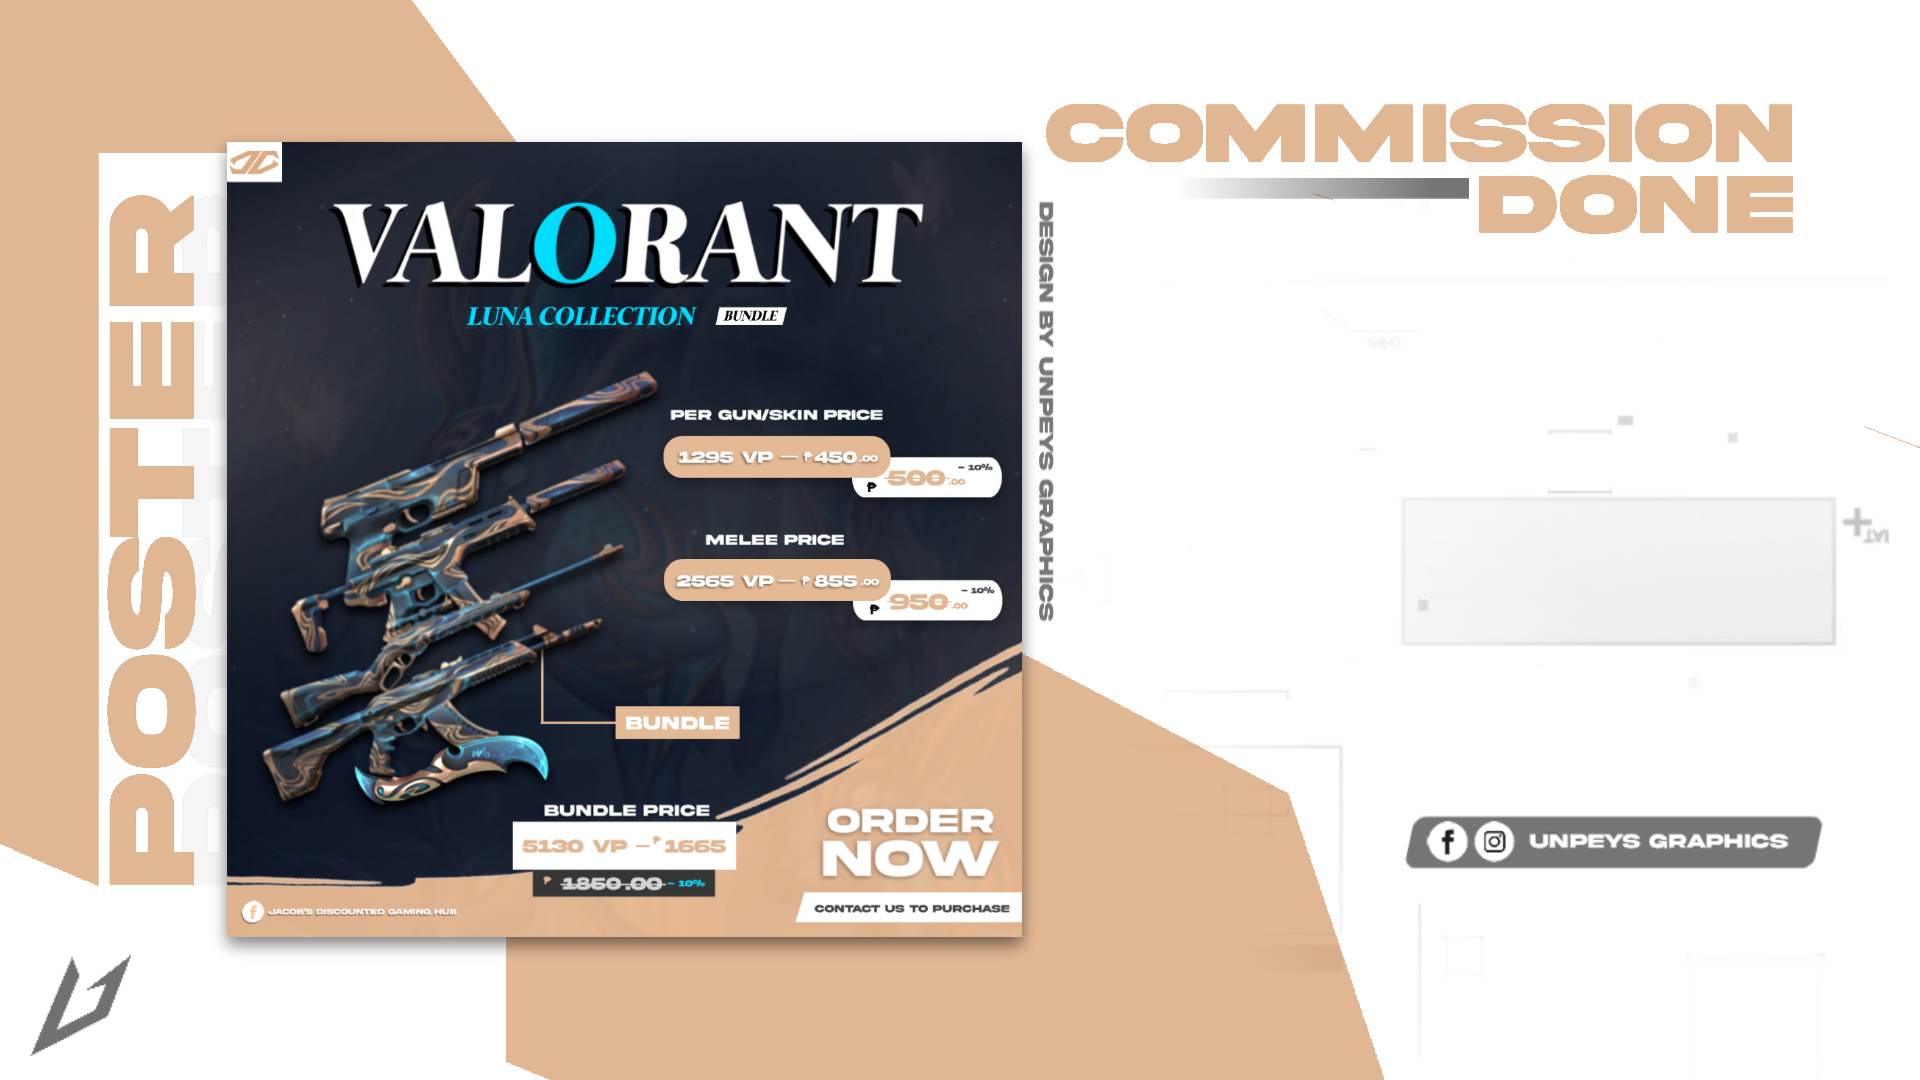 COMMISSION
DONE
POSTER
POSTER
VALORANT
LUNA COLLECTION BUNDLE
PER GUN/SKIN PRICE
1295 VP — ₱450.00
₱ 500.00 - 10%
MELEE PRICE
2565 VP — ₱855.00
₱ 950.00 - 10%
BUNDLE
BUNDLE PRICE
5130 VP — ₱1665
₱ 1850.00 - 10%
ORDER
NOW
CONTACT US TO PURCHASE
JACOB'S DISCOUNTED GAMING HUB
DESIGN BY UNPEYS GRAPHICS
UNPEYS GRAPHICS